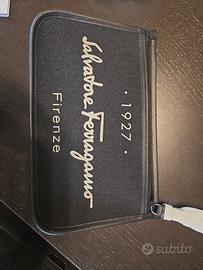 · 1927 ·
Salvatore Ferragamo
Firenze
subito